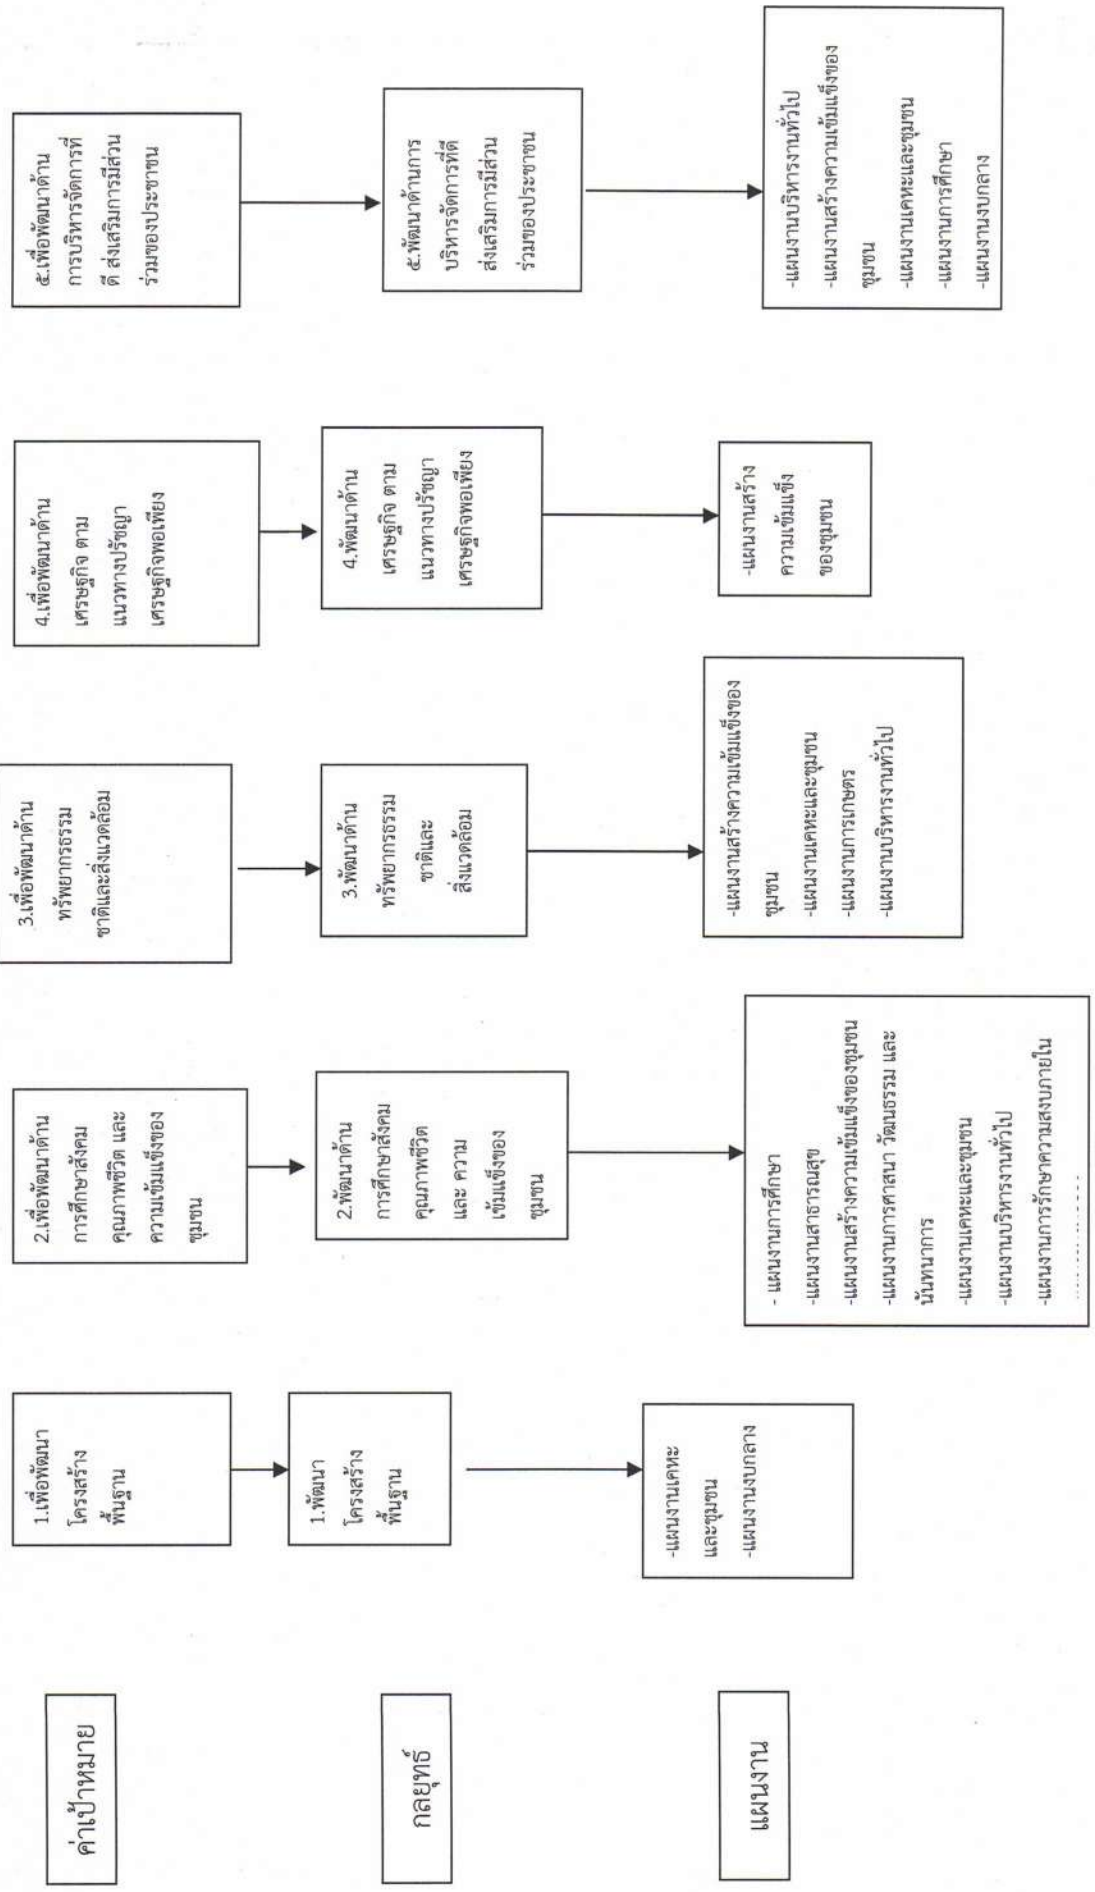 ค่าเป้าหมาย
1.เพื่อพัฒนา
โครงสร้าง
พื้นฐาน
2.เพื่อพัฒนาด้าน
การศึกษาสังคม
คุณภาพชีวิต และ
ความเข้มแข็งของ
ชุมชน
3.เพื่อพัฒนาด้าน
ทรัพยากรธรรม
ชาติและสิ่งแวดล้อม
4.เพื่อพัฒนาด้าน
เศรษฐกิจ ตาม
แนวทางปรัชญา
เศรษฐกิจพอเพียง
๕.เพื่อพัฒนาด้าน
การบริหารจัดการที่
ดี ส่งเสริมการมีส่วน
ร่วมของประชาชน
กลยุทธ์
1.พัฒนา
โครงสร้าง
พื้นฐาน
2.พัฒนาด้าน
การศึกษาสังคม
คุณภาพชีวิต
และ ความ
เข้มแข็งของ
ชุมชน
3.พัฒนาด้าน
ทรัพยากรธรรม
ชาติและ
สิ่งแวดล้อม
4.พัฒนาด้าน
เศรษฐกิจ ตาม
แนวทางปรัชญา
เศรษฐกิจพอเพียง
๕.พัฒนาด้านการ
บริหารจัดการที่ดี
ส่งเสริมการมีส่วน
ร่วมของประชาชน
แผนงาน
-แผนงานเคหะ
และชุมชน
-แผนงานงบกลาง
- แผนงานการศึกษา
-แผนงานสาธารณสุข
-แผนงานสร้างความเข้มแข็งของชุมชน
-แผนงานการศาสนา วัฒนธรรม และ
นันทนาการ
-แผนงานเคหะและชุมชน
-แผนงานบริหารงานทั่วไป
-แผนงานการรักษาความสงบภายใน
-แผนงานสร้างความเข้มแข็งของ
ชุมชน
-แผนงานเคหะและชุมชน
-แผนงานการเกษตร
-แผนงานบริหารงานทั่วไป
-แผนงานสร้าง
ความเข้มแข็ง
ของชุมชน
-แผนงานบริหารงานทั่วไป
-แผนงานสร้างความเข้มแข็งของ
ชุมชน
-แผนงานเคหะและชุมชน
-แผนงานการศึกษา
-แผนงานงบกลาง